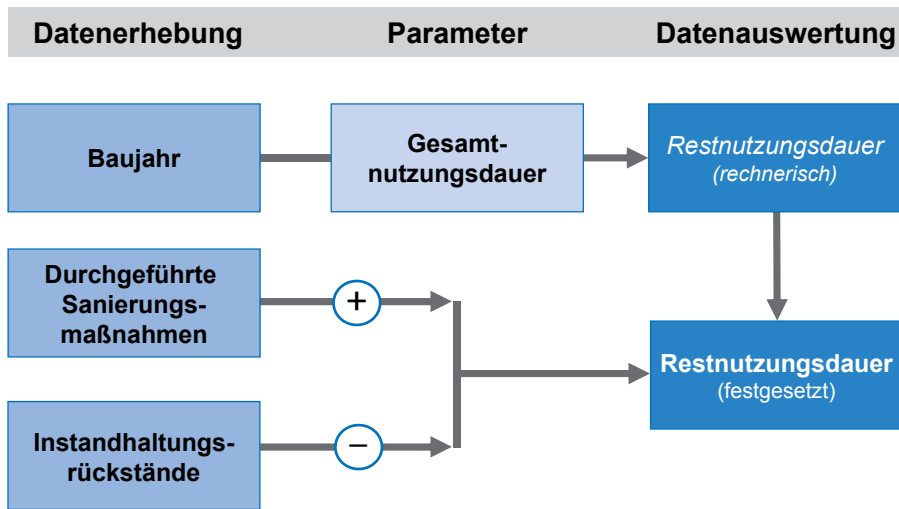 Datenerhebung Parameter Datenauswertung
Baujahr
Gesamt-
nutzungsdauer
Restnutzungsdauer
(rechnerisch)
Durchgeführte
Sanierungs-
maßnahmen
+
Restnutzungsdauer
(festgesetzt)
Instandhaltungs-
rückstände
−